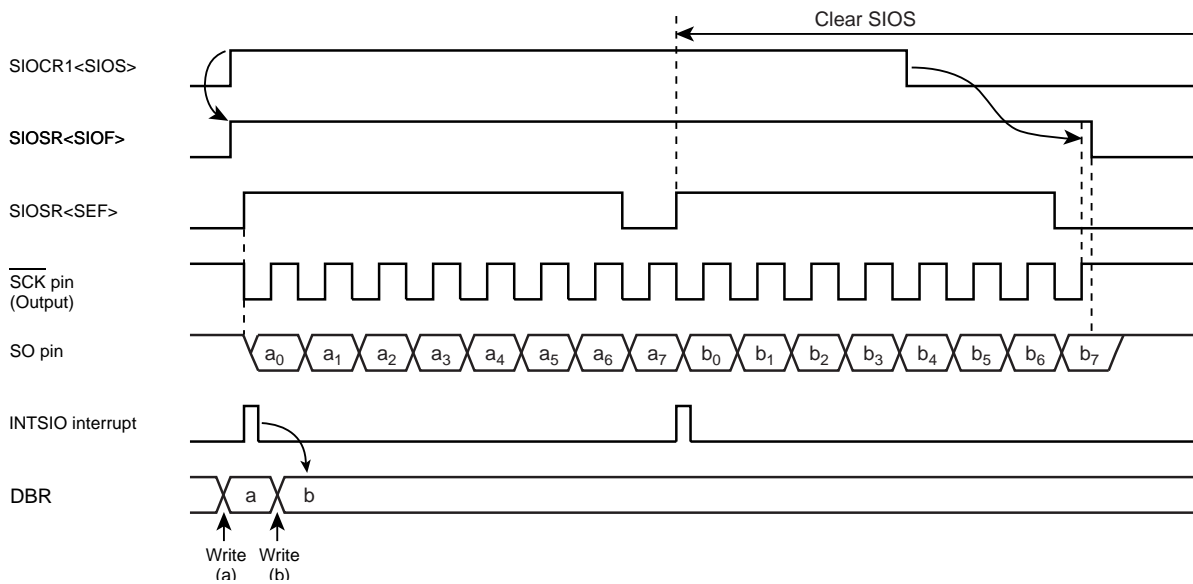 Clear SIOS
SIOCR1<SIOS>
SIOSR<SIOF>
SIOSR<SEF>
SCK pin
(Output)
SO pin
a0 a1 a2 a3 a4 a5 a6 a7 b0 b1 b2 b3 b4 b5 b6 b7
INTSIO interrupt
DBR
a b
Write Write
(a) (b)